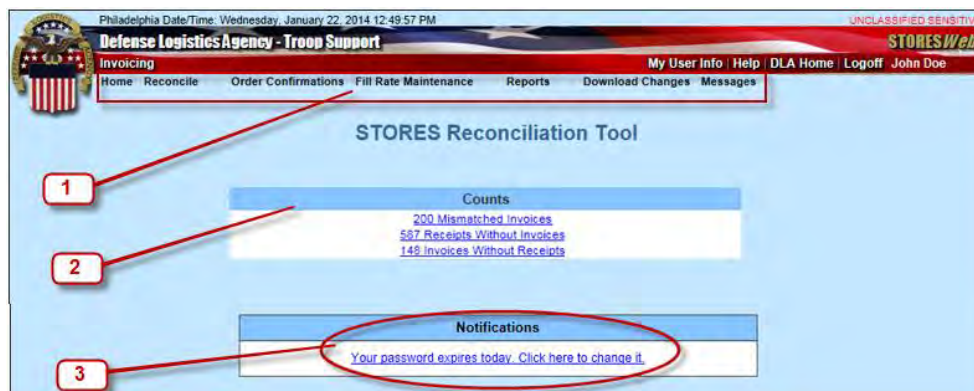 Philadelphia Date/Time: Wednesday, January 22, 2014 12:49:57 PM UNCLASSIFIED SENSITIVE
Defense Logistics Agency - Troop Support STORESWeb
Invoicing My User Info | Help | DLA Home | Logoff John Doe
Home Reconcile Order Confirmations Fill Rate Maintenance Reports Download Changes Messages
STORES Reconciliation Tool
1
Counts
200 Mismatched Invoices
587 Receipts Without Invoices
148 Invoices Without Receipts
2
Notifications
Your password expires today. Click here to change it.
3